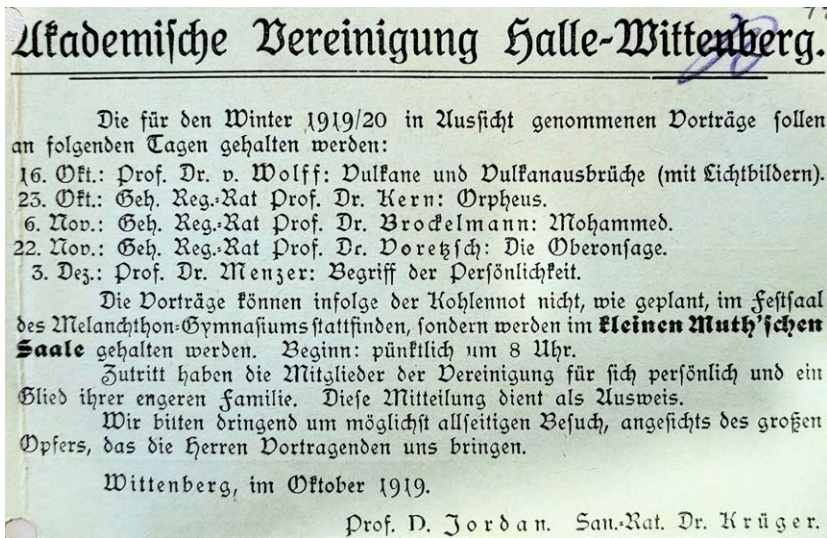 Akademische Vereinigung Halle-Wittenberg.
Die für den Winter 1919/20 in Aussicht genommenen Vorträge sollen
an folgenden Tagen gehalten werden:
16. Okt.: Prof. Dr. v. Wolff: Vulkane und Vulkanausbrüche (mit Lichtbildern).
23. Okt.: Geh. Reg.-Rat Prof. Dr. Kern: Orpheus.
6. Nov.: Geh. Reg.-Rat Prof. Dr. Brockelmann: Mohammed.
22. Nov.: Geh. Reg.-Rat Prof. Dr. Voretzsch: Die Oberonsage.
3. Dez.: Prof. Dr. Menzer: Begriff der Persönlichkeit.
Die Vorträge können infolge der Kohlennot nicht, wie geplant, im Festsaal
des Melanchthon-Gymnasiums stattfinden, sondern werden im kleinen Muth'schen
Saale gehalten werden. Beginn: pünktlich um 8 Uhr.
Zutritt haben die Mitglieder der Vereinigung für sich persönlich und ein
Glied ihrer engeren Familie. Diese Mitteilung dient als Ausweis.
Wir bitten dringend um möglichst allseitigen Besuch, angesichts des großen
Opfers, das die Herren Vortragenden uns bringen.
Wittenberg, im Oktober 1919.
Prof. D. Jordan. San.-Rat. Dr. Krüger.